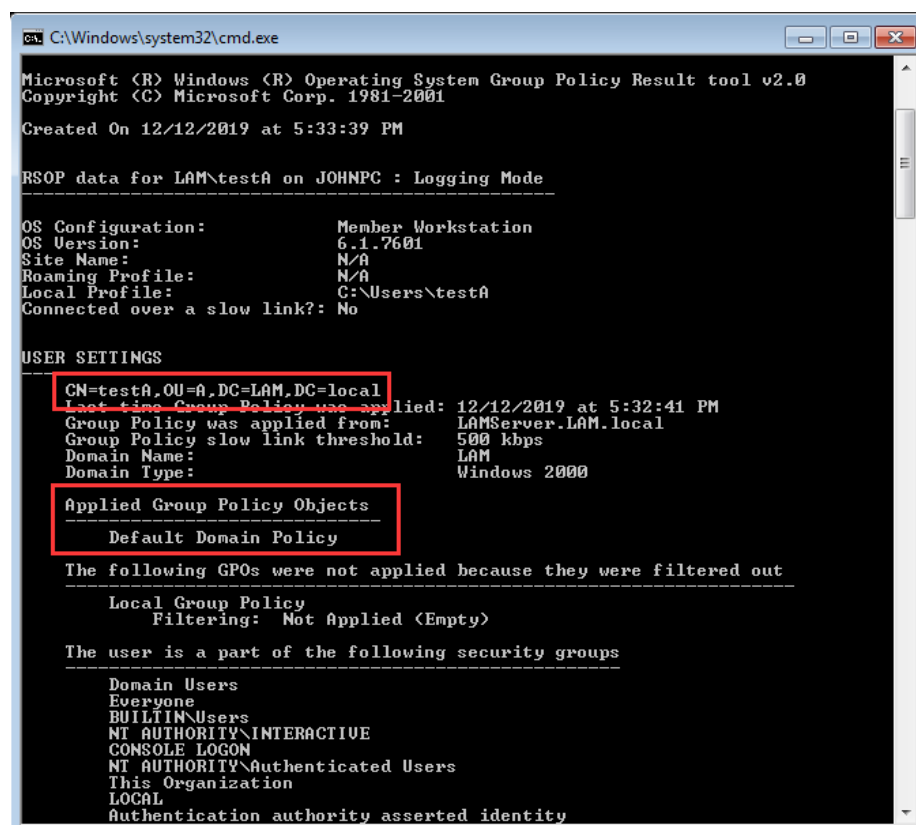 C:\Windows\system32\cmd.exe
Microsoft (R) Windows (R) Operating System Group Policy Result tool v2.0
Copyright (C) Microsoft Corp. 1981-2001
Created On 12/12/2019 at 5:33:39 PM
RSOP data for LAM\testA on JOHNPC : Logging Mode
OS Configuration: Member Workstation
OS Version: 6.1.7601
Site Name: N/A
Roaming Profile: N/A
Local Profile: C:\Users\testA
Connected over a slow link?: No
USER SETTINGS
CN=testA,OU=A,DC=LAM,DC=local
Last time Group Policy was applied: 12/12/2019 at 5:32:41 PM
Group Policy was applied from: LAMServer.LAM.local
Group Policy slow link threshold: 500 kbps
Domain Name: LAM
Domain Type: Windows 2000
Applied Group Policy Objects
Default Domain Policy
The following GPOs were not applied because they were filtered out
Local Group Policy
Filtering: Not Applied (Empty)
The user is a part of the following security groups
Domain Users
Everyone
BUILTIN\Users
NT AUTHORITY\INTERACTIVE
CONSOLE LOGON
NT AUTHORITY\Authenticated Users
This Organization
LOCAL
Authentication authority asserted identity